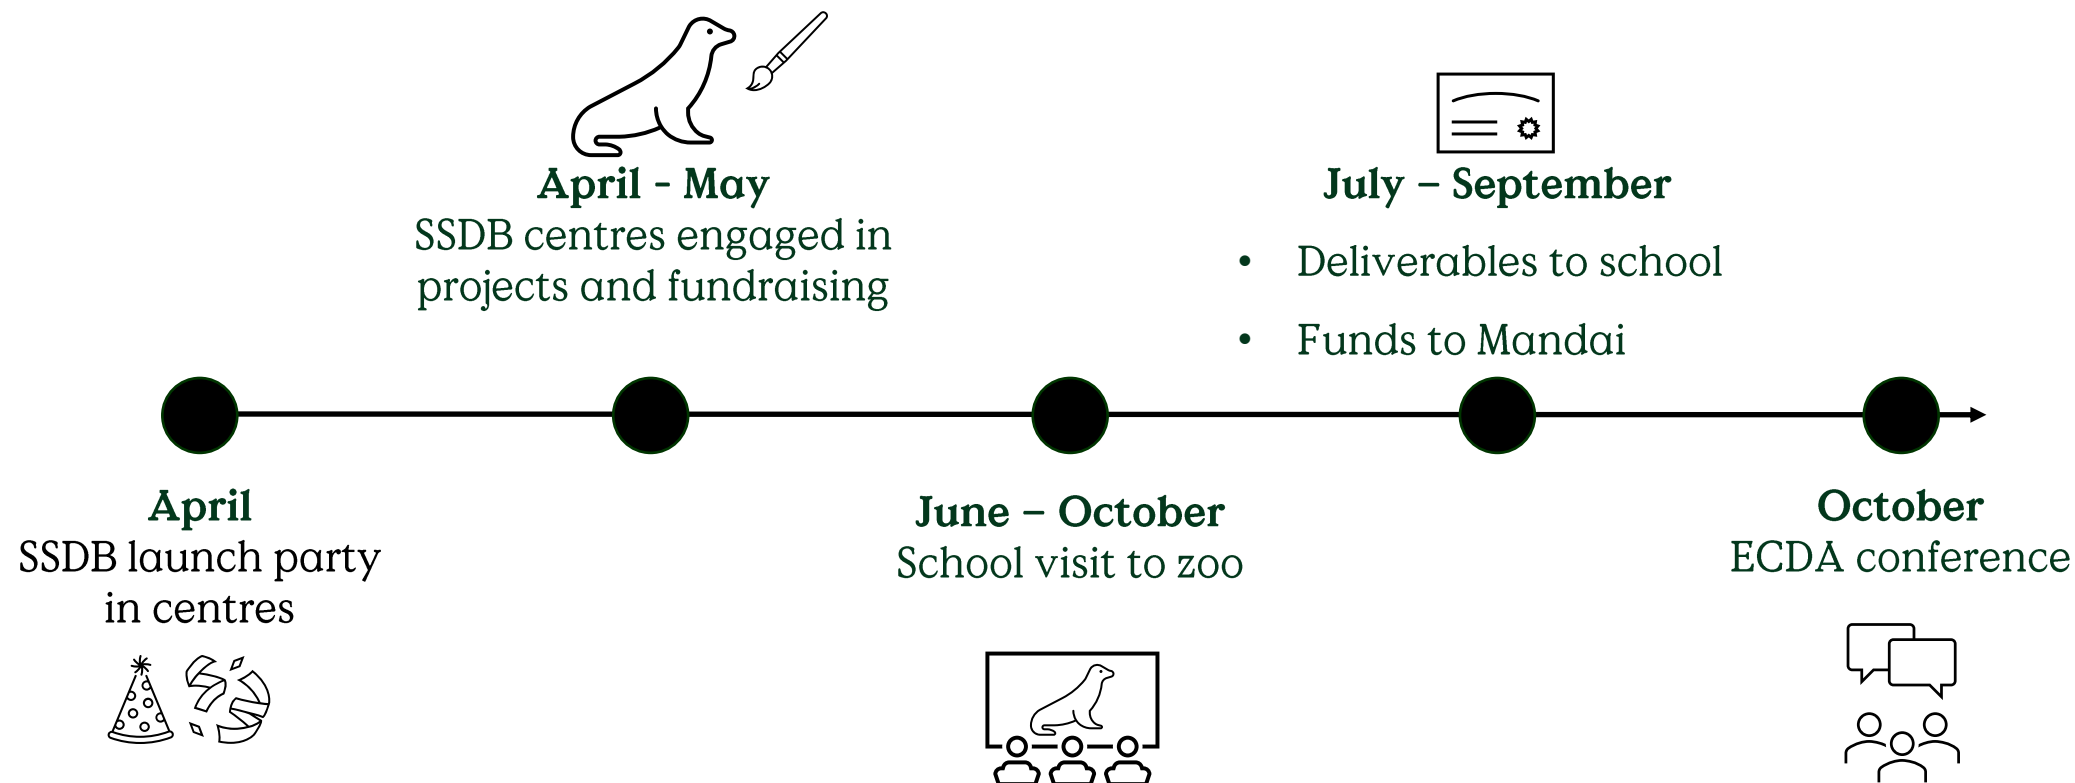 April - May
SSDB centres engaged in
projects and fundraising
July – September
• Deliverables to school
• Funds to Mandai
April
SSDB launch party
in centres
June – October
School visit to zoo
October
ECDA conference